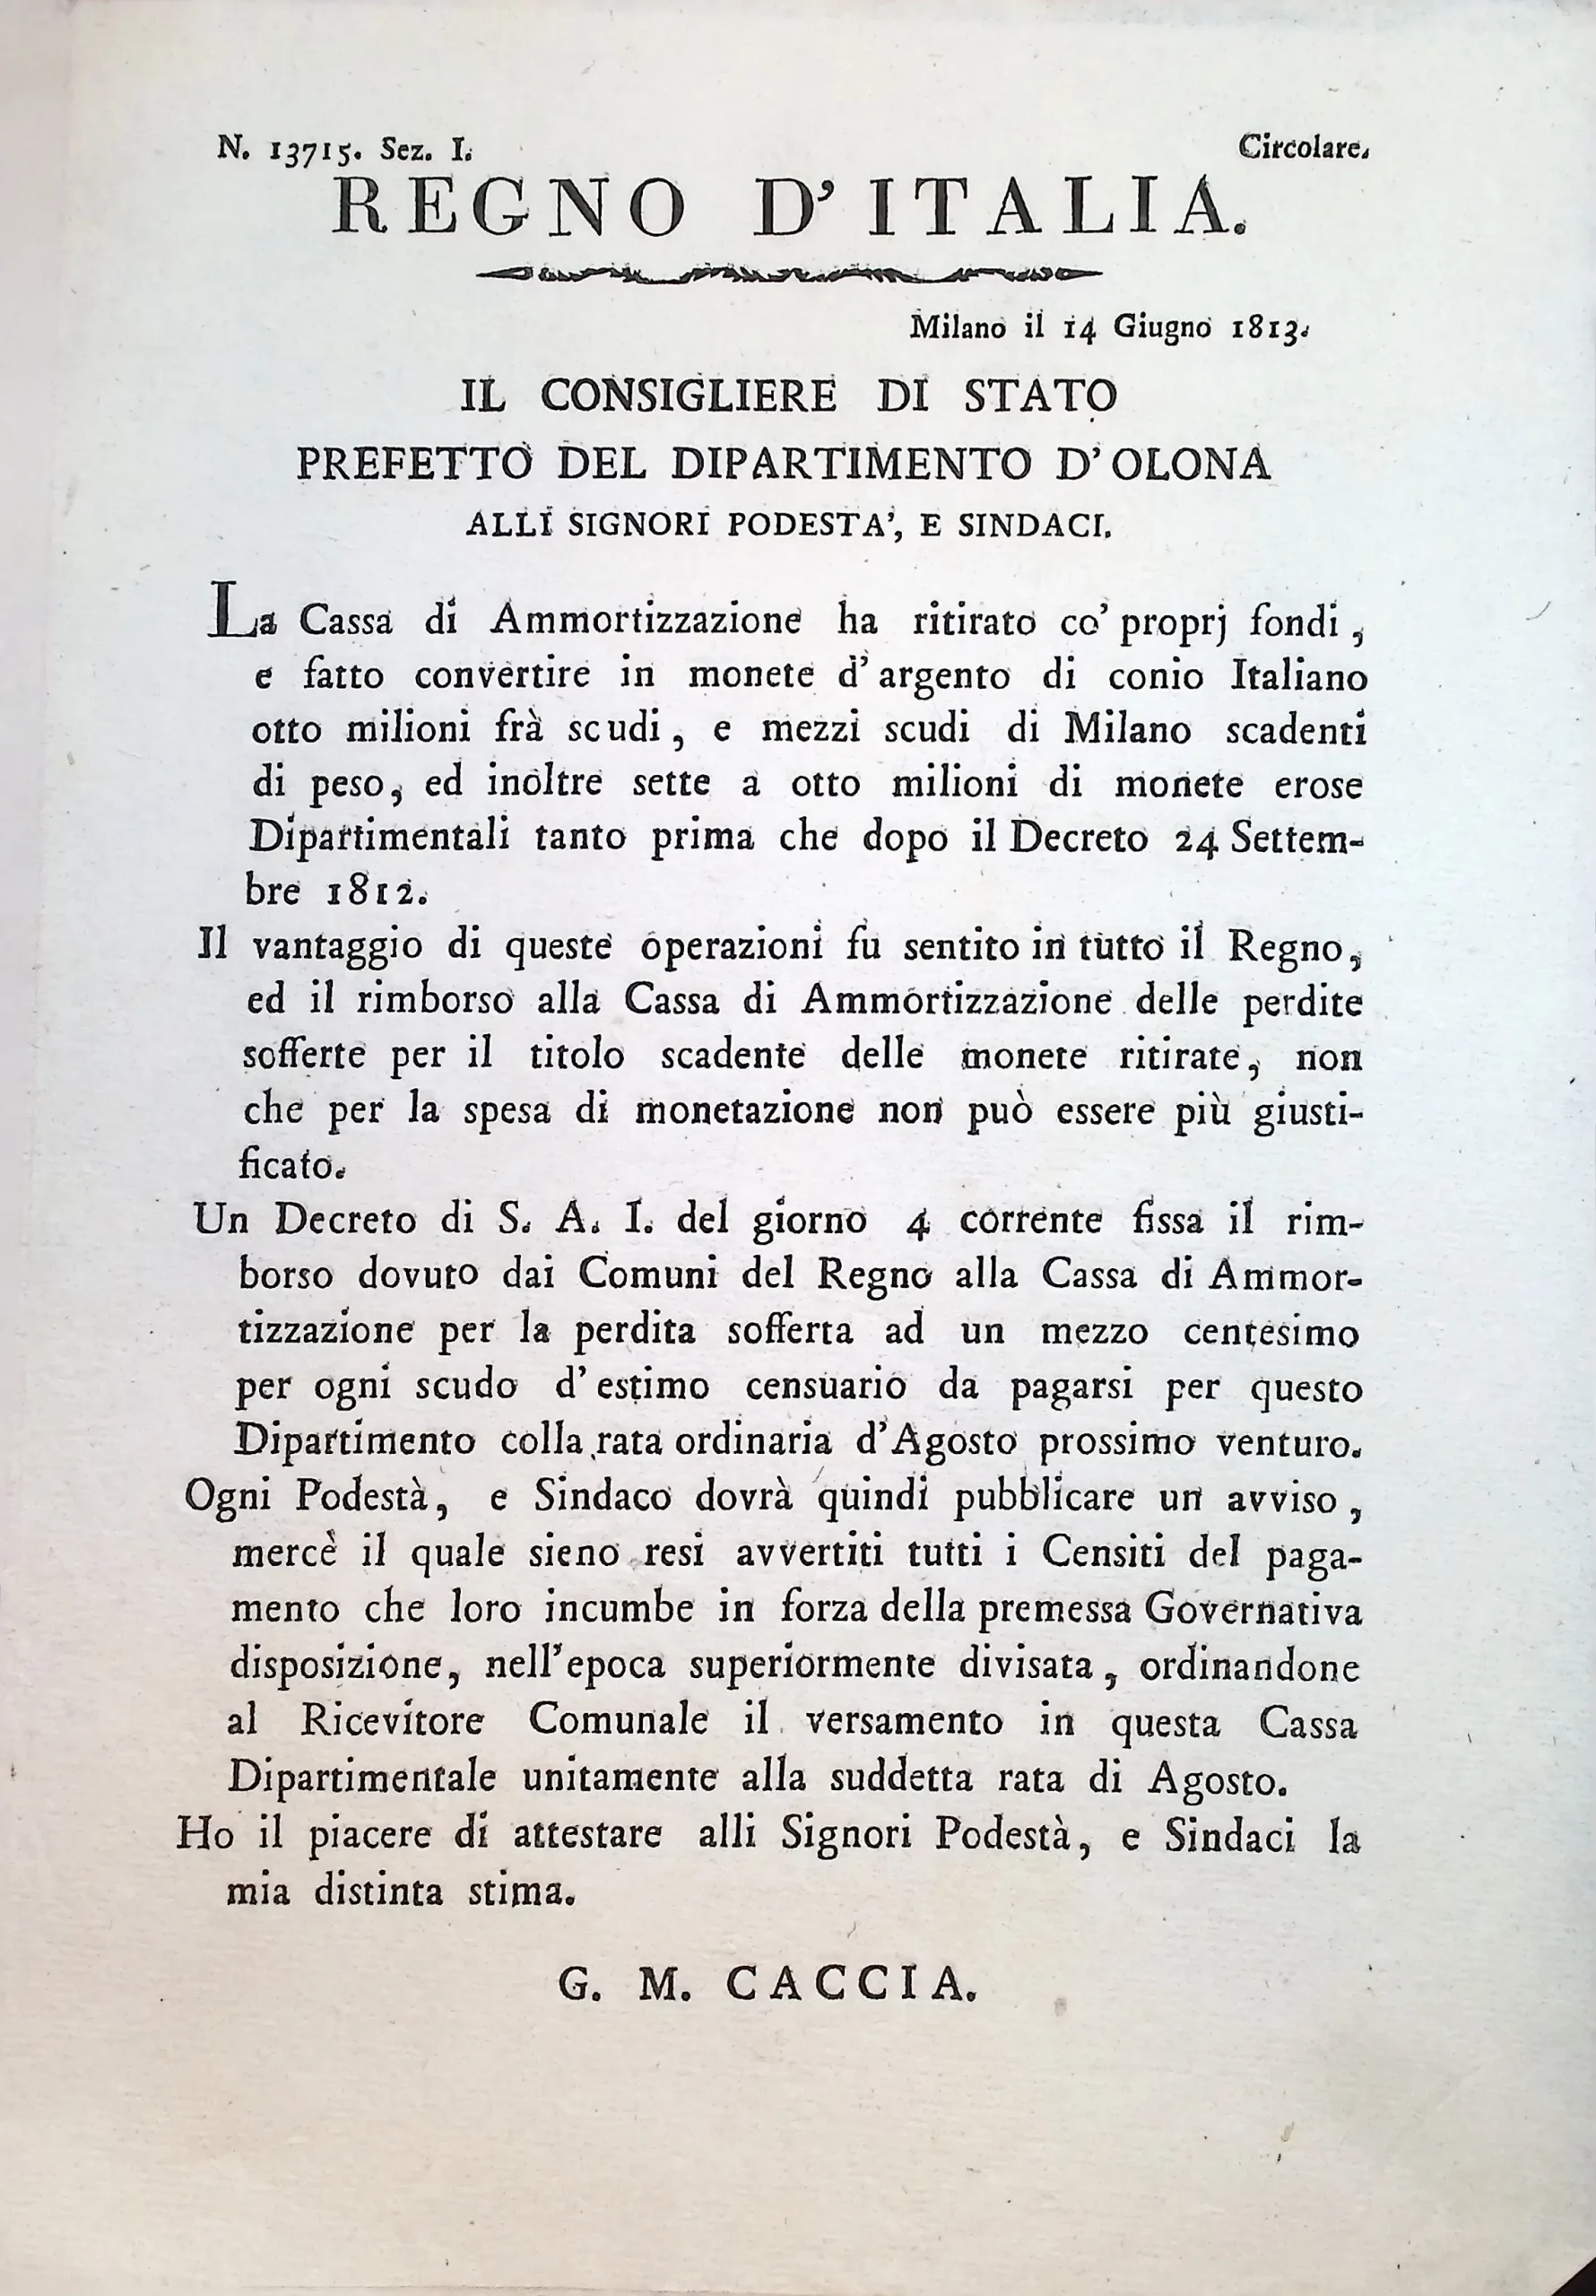 N. 13715. Sez. I.
Circolare.
REGNO D'ITALIA.
Milano il 14 Giugno 1813.
IL CONSIGLIERE DI STATO
PREFETTO DEL DIPARTIMENTO D'OLONA
ALLI SIGNORI PODESTA', E SINDACI.
La Cassa di Ammortizzazione ha ritirato co' proprj fondi,
e fatto convertire in monete d'argento di conio Italiano
otto milioni frà scudi, e mezzi scudi di Milano scadenti
di peso, ed inoltre sette a otto milioni di monete erose
Dipartimentali tanto prima che dopo il Decreto 24 Settem-
bre 1812.
Il vantaggio di queste operazioni fu sentito in tutto il Regno,
ed il rimborso alla Cassa di Ammortizzazione delle perdite
sofferte per il titolo scadente delle monete ritirate, non
che per la spesa di monetazione non può essere più giusti-
ficato.
Un Decreto di S. A. I. del giorno 4 corrente fissa il rim-
borso dovuto dai Comuni del Regno alla Cassa di Ammor-
tizzazione per la perdita sofferta ad un mezzo centesimo
per ogni scudo d'estimo censuario da pagarsi per questo
Dipartimento colla rata ordinaria d'Agosto prossimo venturo.
Ogni Podestà, e Sindaco dovrà quindi pubblicare un avviso,
mercè il quale sieno resi avvertiti tutti i Censiti del paga-
mento che loro incumbe in forza della premessa Governativa
disposizione, nell'epoca superiormente divisata, ordinandone
al Ricevitore Comunale il versamento in questa Cassa
Dipartimentale unitamente alla suddetta rata di Agosto.
Ho il piacere di attestare alli Signori Podestà, e Sindaci la
mia distinta stima.
G. M. CACCIA.